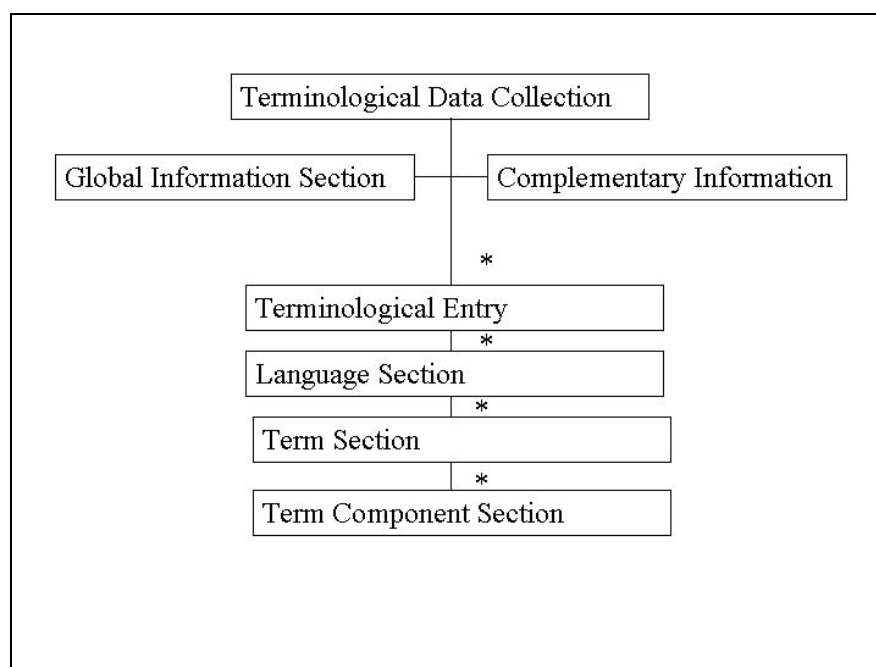 Terminological Data Collection
Global Information Section
Complementary Information
*
Terminological Entry
*
Language Section
*
Term Section
*
Term Component Section